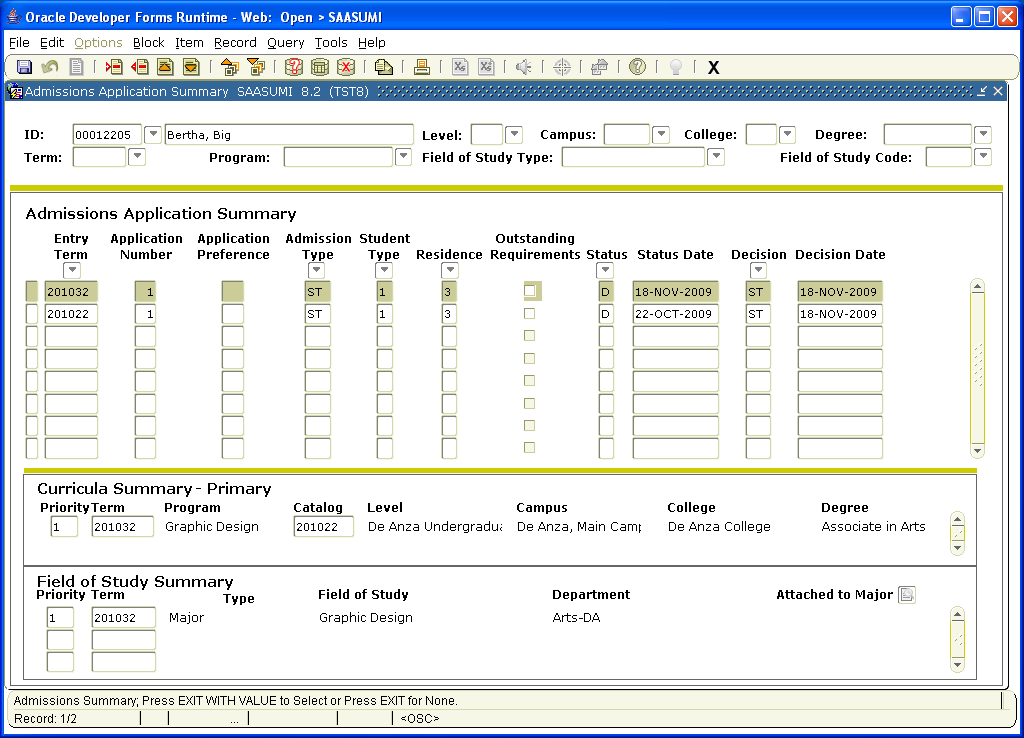 Oracle Developer Forms Runtime - Web: Open > SAASUMI
File Edit Options Block Item Record Query Tools Help
X
Admissions Application Summary SAASUMI 8.2 (TST8)
ID: 00012205 Bertha, Big Level: Campus: College: Degree:
Term: Program: Field of Study Type: Field of Study Code:
Admissions Application Summary
Entry Application Application Admission Student Outstanding
Term Number Preference Type Type Residence Requirements Status Status Date Decision Decision Date
201032 1 ST 1 3 D 18-NOV-2009 ST 18-NOV-2009
201022 1 ST 1 3 D 22-OCT-2009 ST 18-NOV-2009
Curricula Summary - Primary
Priority Term Program Catalog Level Campus College Degree
1 201032 Graphic Design 201022 De Anza Undergradua De Anza, Main Camp De Anza College Associate in Arts
Field of Study Summary
Priority Term Type Field of Study Department Attached to Major
1 201032 Major Graphic Design Arts-DA
Admissions Summary; Press EXIT WITH VALUE to Select or Press EXIT for None.
Record: 1/2 ... <OSC>